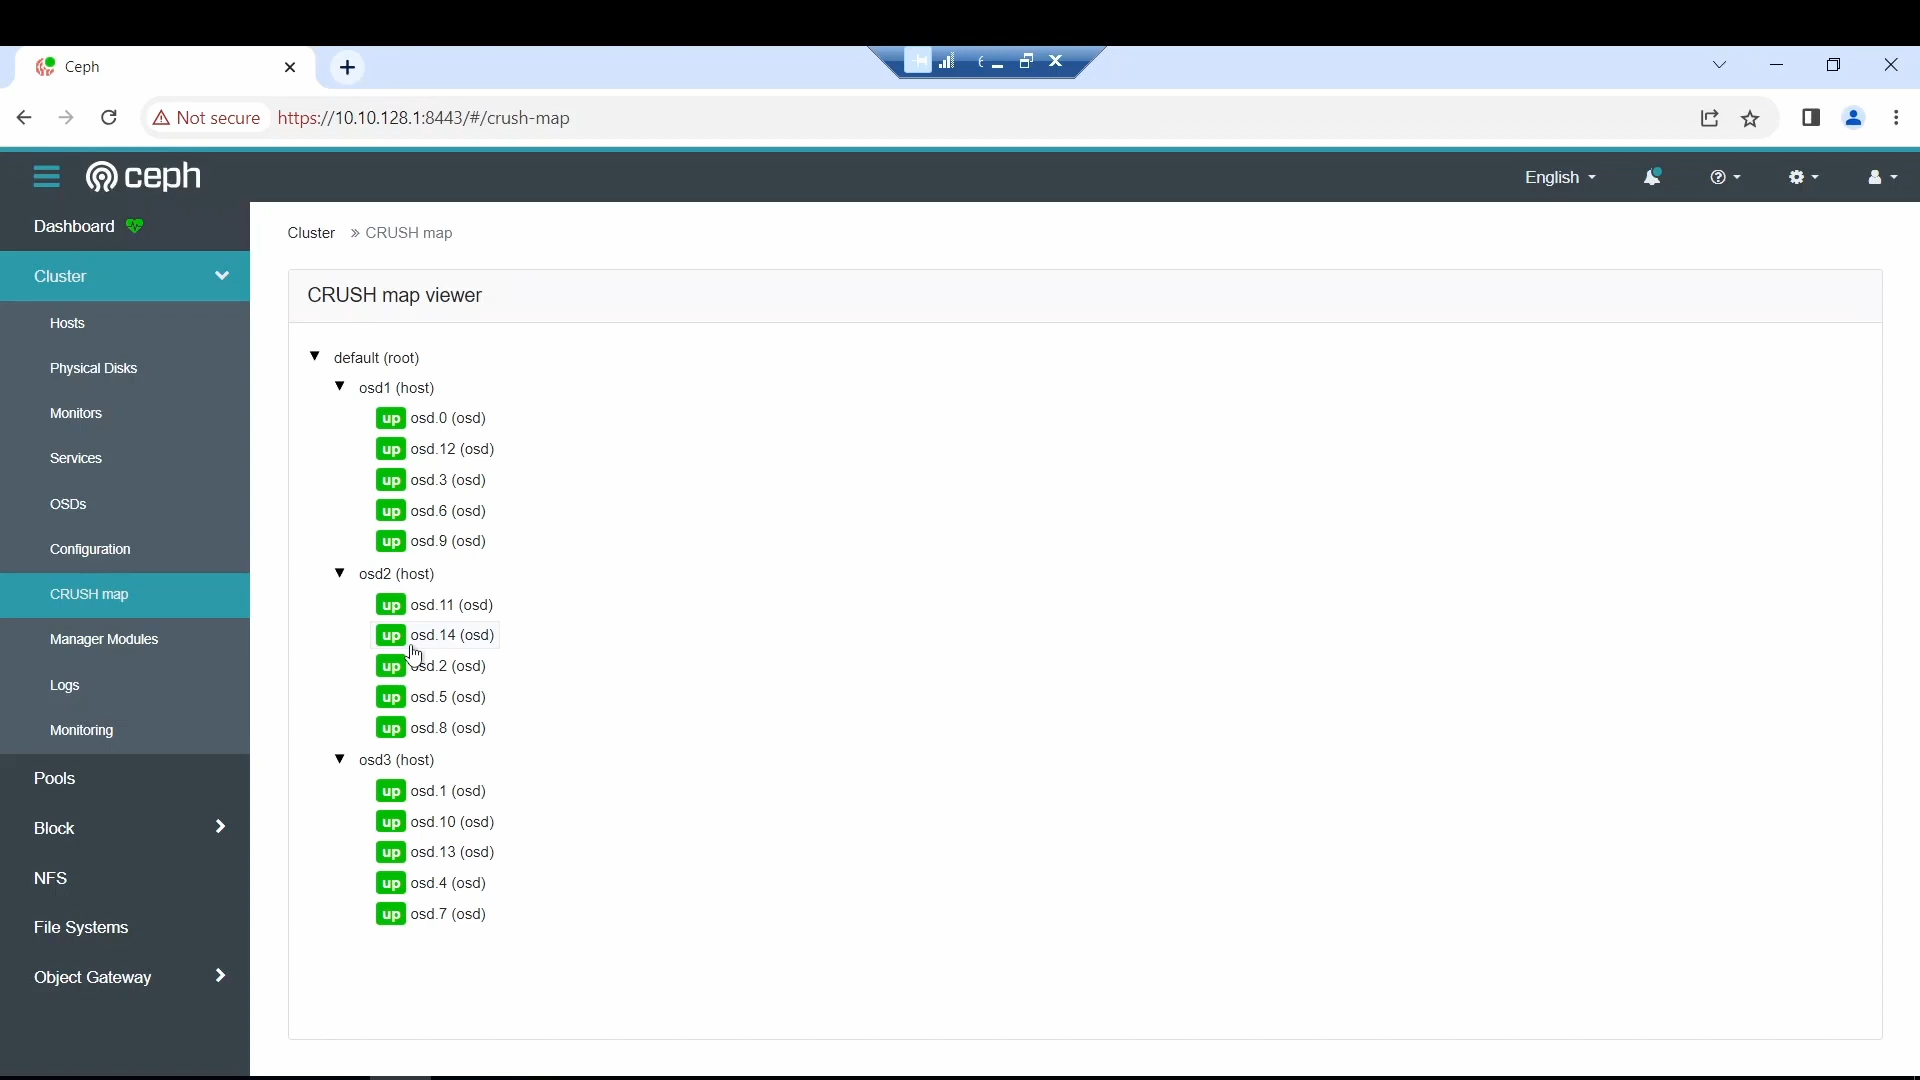 Ceph
Not secure https://10.10.128.1:8443/#/crush-map
ceph
English
Dashboard
Cluster
Hosts
Physical Disks
Monitors
Services
OSDs
Configuration
CRUSH map
Manager Modules
Logs
Monitoring
Pools
Block
NFS
File Systems
Object Gateway
Cluster » CRUSH map
CRUSH map viewer
default (root)
osd1 (host)
up osd.0 (osd)
up osd.12 (osd)
up osd.3 (osd)
up osd.6 (osd)
up osd.9 (osd)
osd2 (host)
up osd.11 (osd)
up osd.14 (osd)
up osd.2 (osd)
up osd.5 (osd)
up osd.8 (osd)
osd3 (host)
up osd.1 (osd)
up osd.10 (osd)
up osd.13 (osd)
up osd.4 (osd)
up osd.7 (osd)